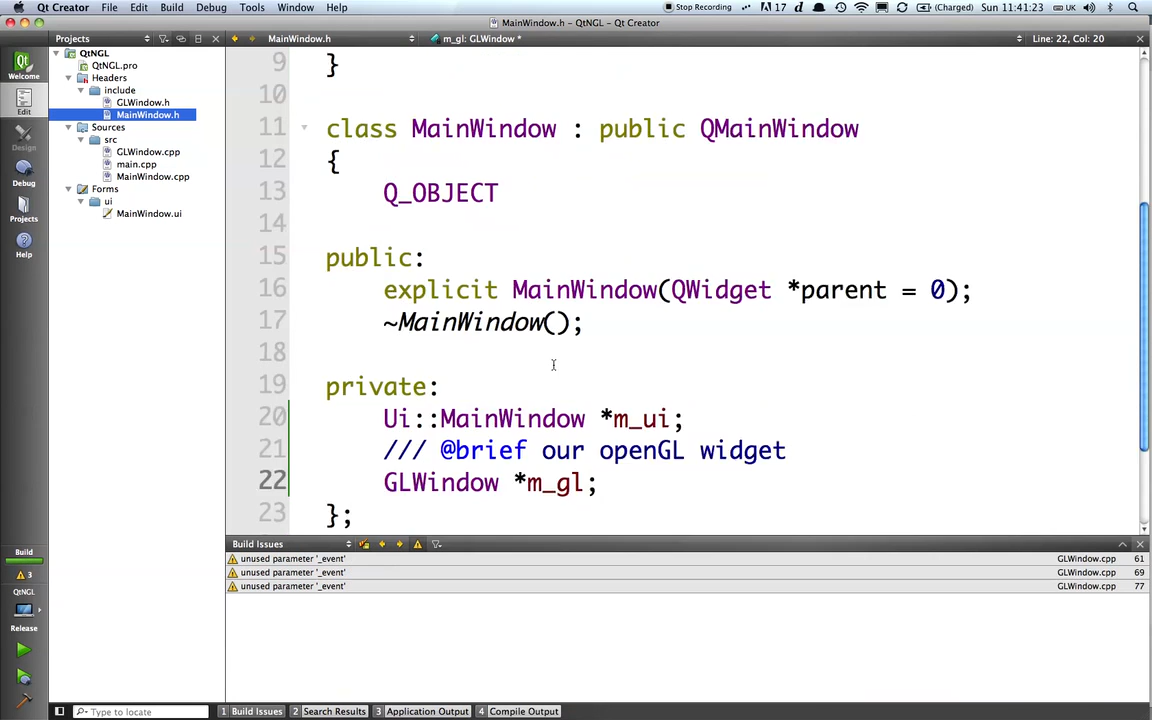 Qt Creator File Edit Build Debug Tools Window Help Stop Recording 17 (Charged) UK Sun 11:41:23
MainWindow.h - QtNGL - Qt Creator
Projects MainWindow.h m_gl: GLWindow * Line: 22, Col: 20
Welcome
Edit
Design
Debug
Projects
Help
QtNGL
QtNGL.pro
Headers
include
GLWindow.h
MainWindow.h
Sources
src
GLWindow.cpp
main.cpp
MainWindow.cpp
Forms
ui
MainWindow.ui
9 }
10
11 class MainWindow : public QMainWindow
12 {
13 Q_OBJECT
14
15 public:
16 explicit MainWindow(QWidget *parent = 0);
17 ~MainWindow();
18
19 private:
20 Ui::MainWindow *m_ui;
21 /// @brief our openGL widget
22 GLWindow *m_gl;
23 };
Build Issues
unused parameter '_event' GLWindow.cpp 61
unused parameter '_event' GLWindow.cpp 69
unused parameter '_event' GLWindow.cpp 77
Build
3
QtNGL
Release
Type to locate 1 Build Issues 2 Search Results 3 Application Output 4 Compile Output